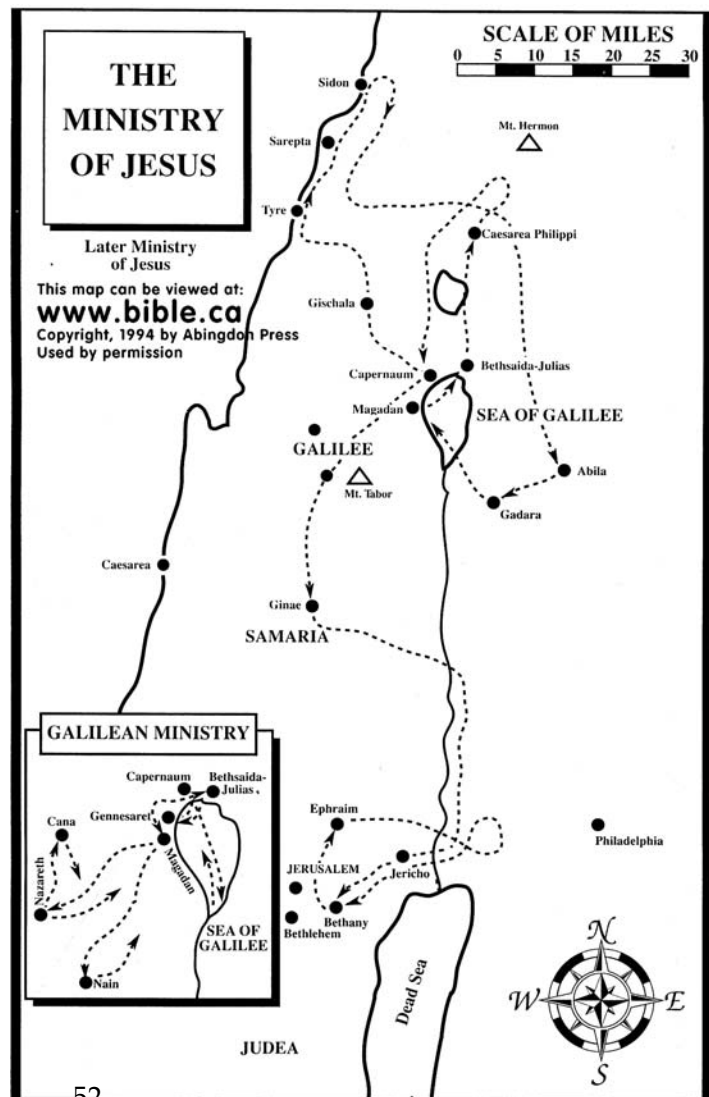 THE
MINISTRY
OF JESUS
Later Ministry
of Jesus
This map can be viewed at:
www.bible.ca
Copyright, 1994 by Abingdon Press
Used by permission
SCALE OF MILES
0 5 10 15 20 25 30
Sidon
Mt. Hermon
Sarepta
Tyre
Caesarea Philippi
Gischala
Capernaum
Bethsaida-Julias
Magadan
SEA OF GALILEE
GALILEE
Mt. Tabor
Abila
Gadara
Caesarea
Ginae
SAMARIA
GALILEAN MINISTRY
Capernaum
Bethsaida-
Julias
Gennesaret
Cana
Magadan
Nazareth
SEA OF
GALILEE
Nain
Ephraim
Philadelphia
JERUSALEM
Jericho
Bethany
Bethlehem
Dead Sea
JUDEA
N
W
E
S
52